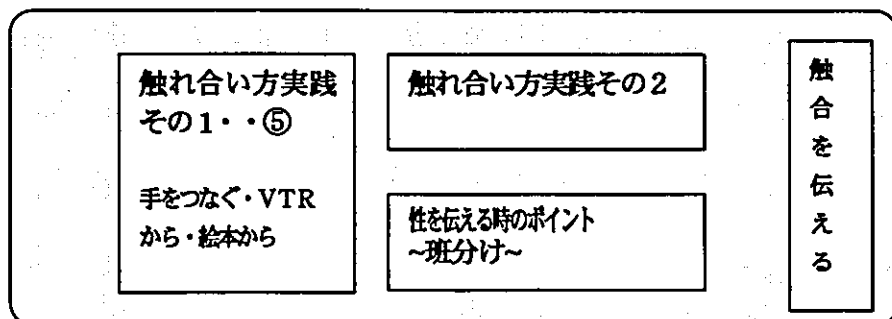 触合を伝える
触れ合い方実践その2
性を伝える時のポイント
~班分け~
触れ合い方実践
その1・・⑤
手をつなぐ・VTR
から・絵本から